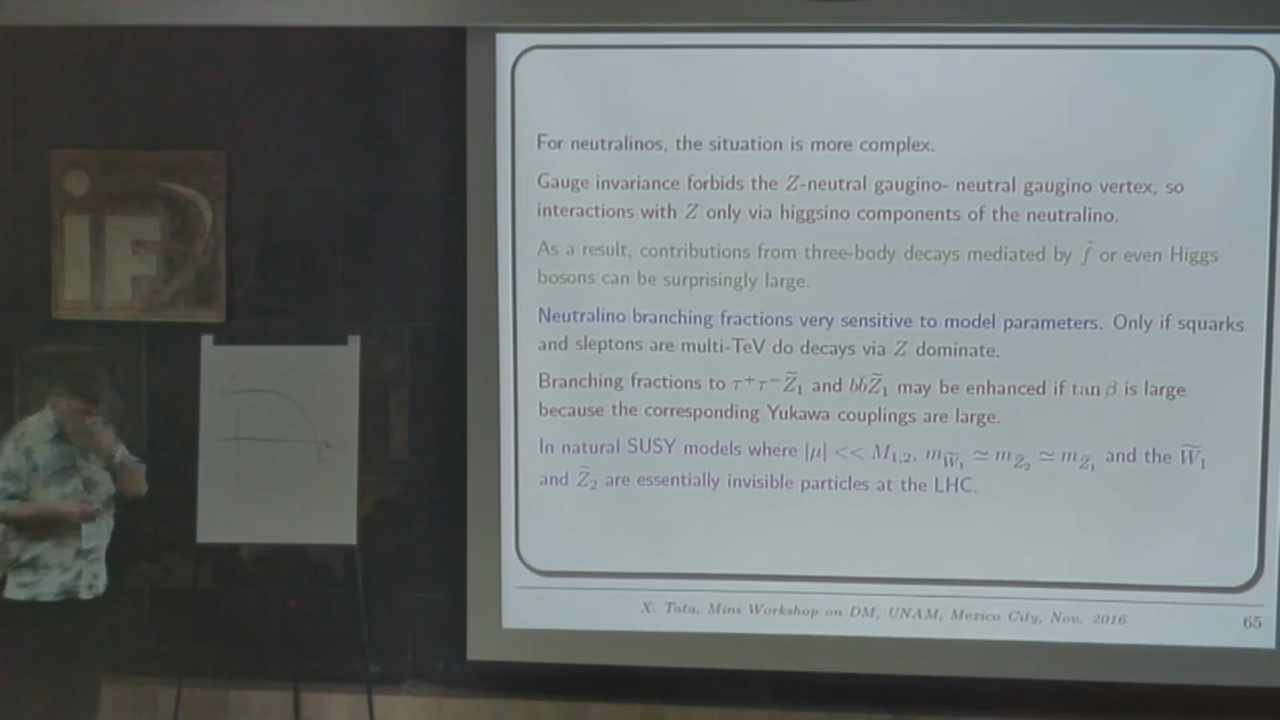 IF
For neutralinos, the situation is more complex.
Gauge invariance forbids the Z-neutral gaugino- neutral gaugino vertex, so
interactions with Z only via higgsino components of the neutralino.
As a result, contributions from three-body decays mediated by f̃ or even Higgs
bosons can be surprisingly large.
Neutralino branching fractions very sensitive to model parameters. Only if squarks
and sleptons are multi-TeV do decays via Z dominate.
Branching fractions to τ⁺τ⁻Z̃₁ and bb̄Z̃₁ may be enhanced if tan β is large
because the corresponding Yukawa couplings are large.
In natural SUSY models where |μ| << M₁,₂, m_W̃₁ ≃ m_Z̃₂ ≃ m_Z̃₁ and the W̃₁
and Z̃₂ are essentially invisible particles at the LHC.
X. Tata, Mini Workshop on DM, UNAM, Mexico City, Nov. 2016
65